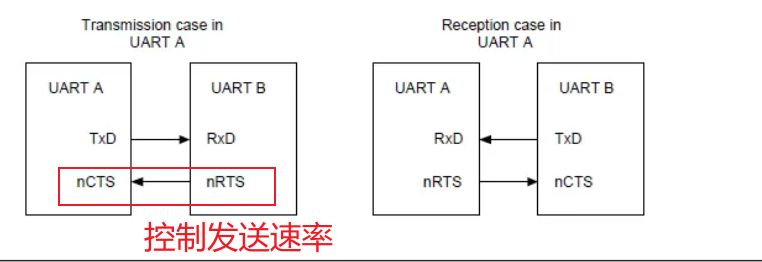 Transmission case in
UART A
UART A
UART B
TxD
RxD
nCTS
nRTS
控制发送速率
Reception case in
UART A
UART A
UART B
RxD
TxD
nRTS
nCTS